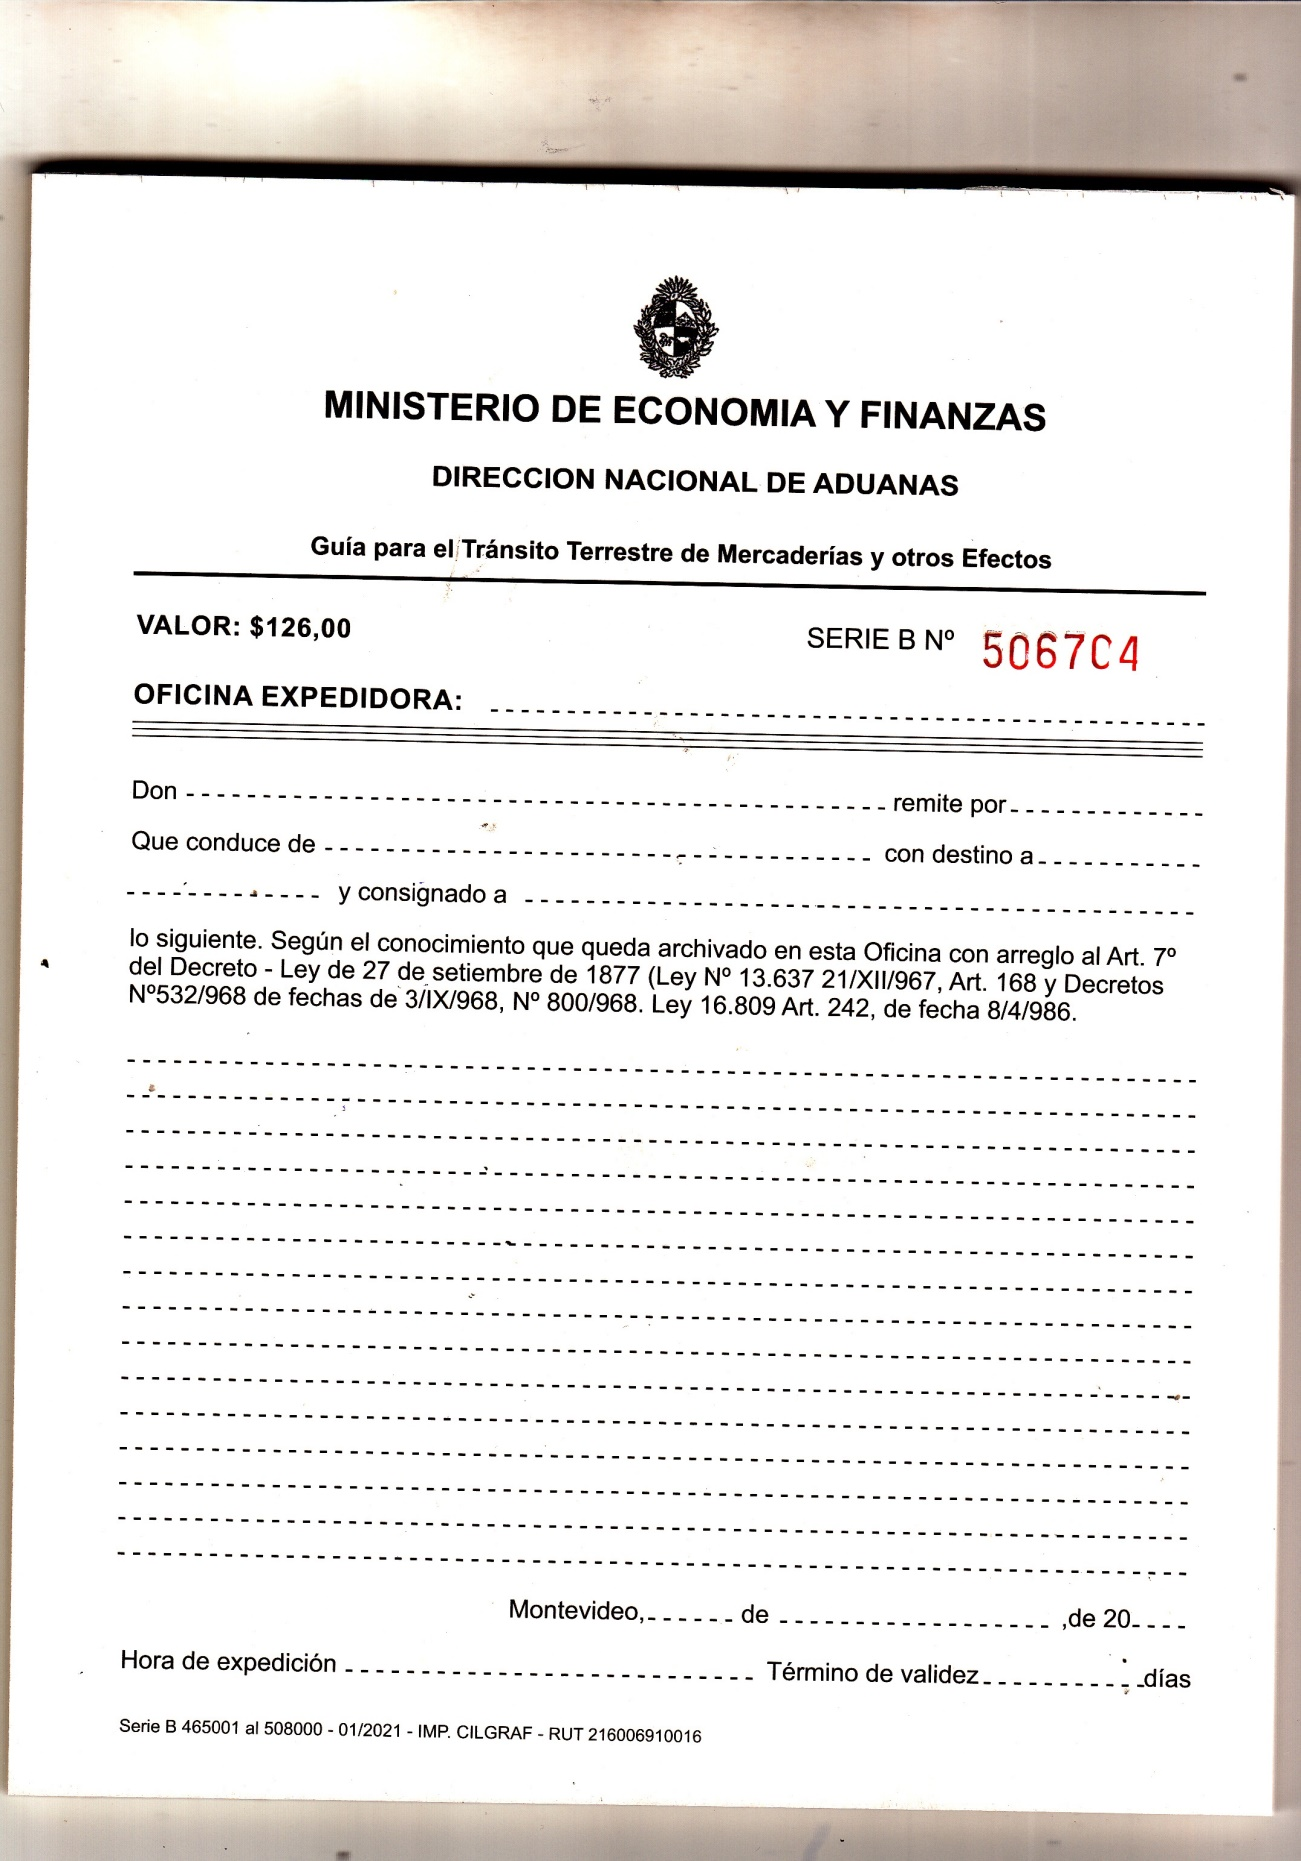 MINISTERIO DE ECONOMIA Y FINANZAS
DIRECCION NACIONAL DE ADUANAS
Guía para el Tránsito Terrestre de Mercaderías y otros Efectos
VALOR: $126,00
SERIE B Nº 5067C4
OFICINA EXPEDIDORA:
Don remite por
Que conduce de con destino a
y consignado a
lo siguiente. Según el conocimiento que queda archivado en esta Oficina con arreglo al Art. 7º
del Decreto - Ley de 27 de setiembre de 1877 (Ley Nº 13.637 21/XII/967, Art. 168 y Decretos
Nº532/968 de fechas de 3/IX/968, Nº 800/968. Ley 16.809 Art. 242, de fecha 8/4/986.
Montevideo, de ,de 20
Hora de expedición Término de validez días
Serie B 465001 al 508000 - 01/2021 - IMP. CILGRAF - RUT 216006910016